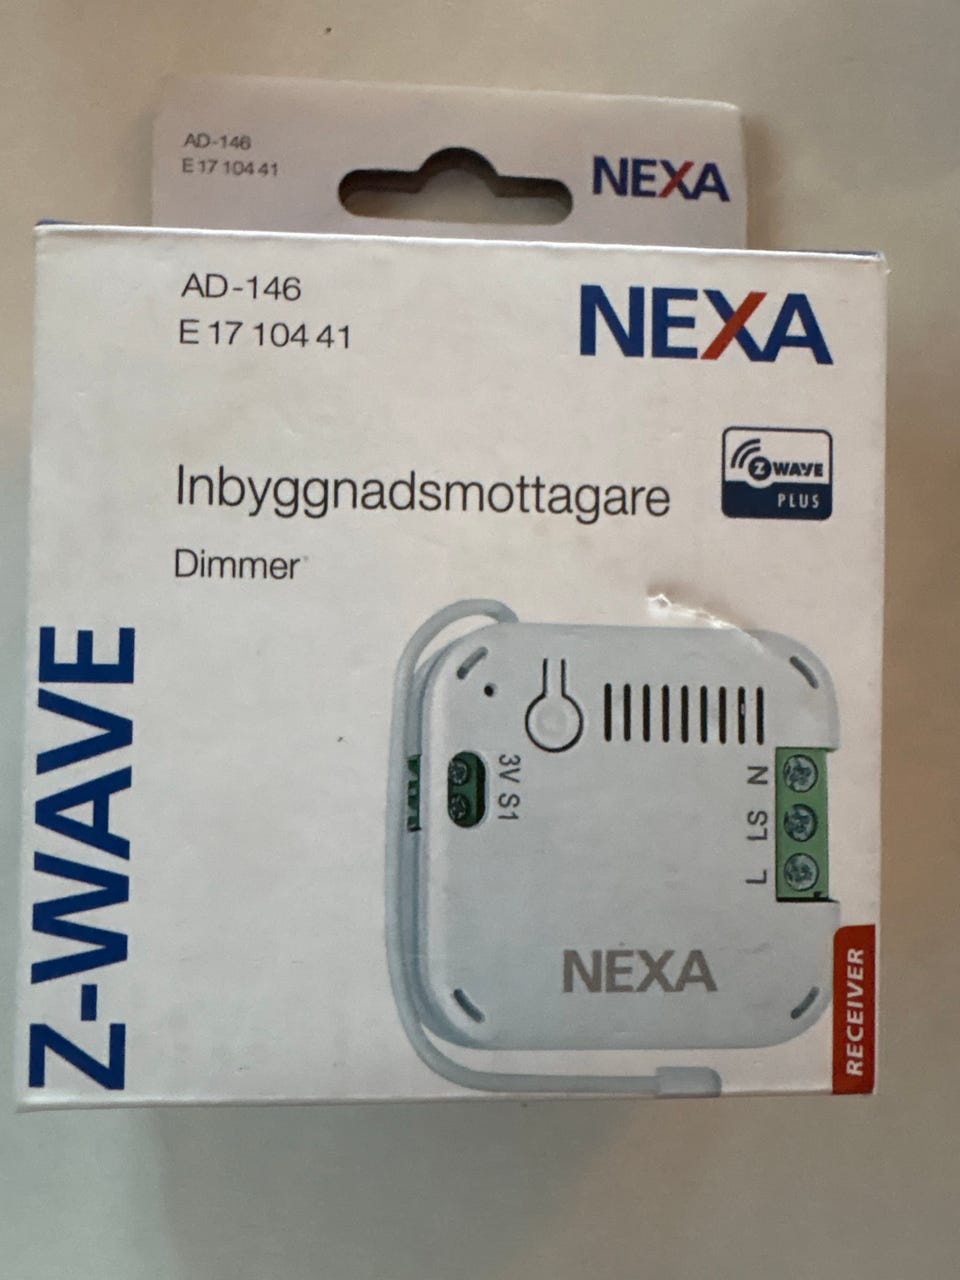 AD-146
E 17 104 41
NEXA
AD-146
E 17 104 41
NEXA
Z WAVE
PLUS
Inbyggnadsmottagare
Dimmer
Z-WAVE
3V S1
N
LS
L
NEXA
RECEIVER